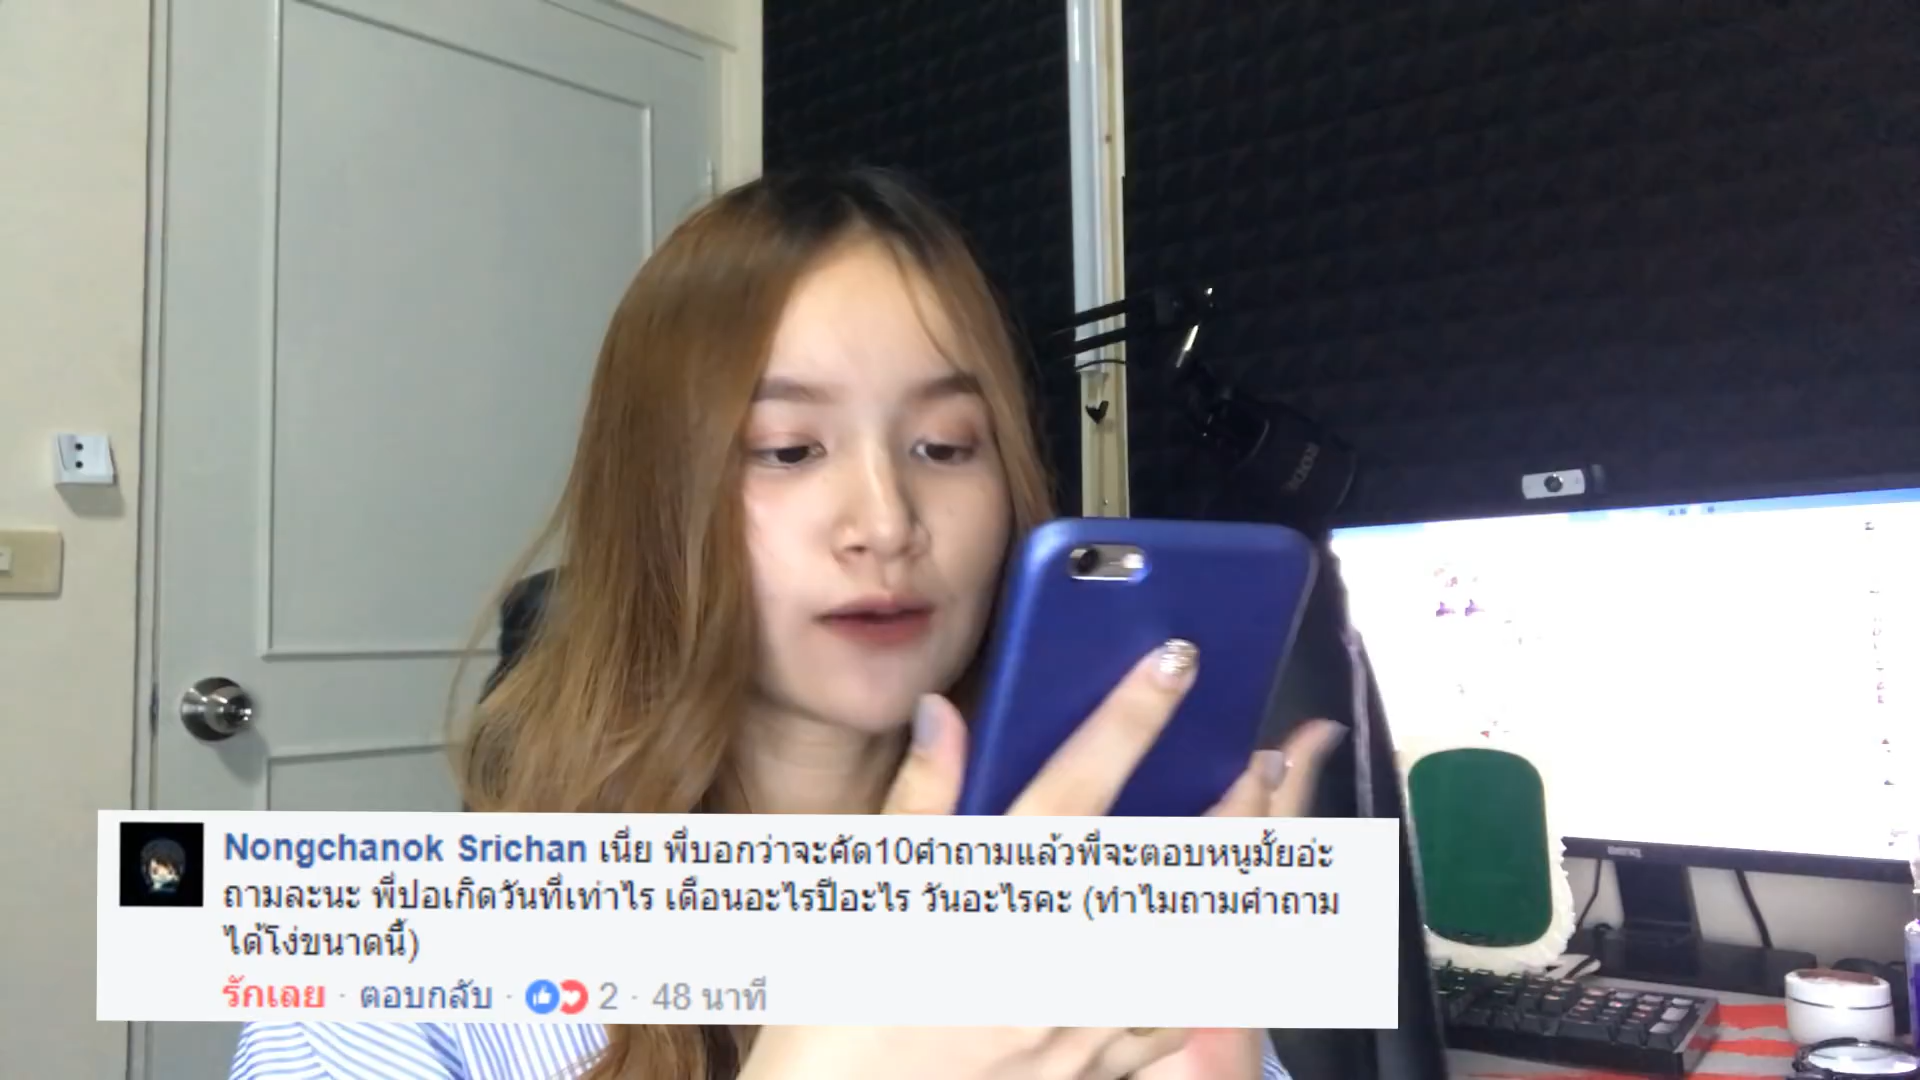 RODE
BenQ
Nongchanok Srichan เนี่ย พี่บอกว่าจะคัด10คำถามแล้วพี่จะตอบหนูมั้ยอ่ะ
ถามละนะ พี่ปอเกิดวันที่เท่าไร เดือนอะไรปีอะไร วันอะไรคะ (ทำไมถามคำถาม
ได้โง่ขนาดนี้)
รักเลย · ตอบกลับ · 2 · 48 นาที